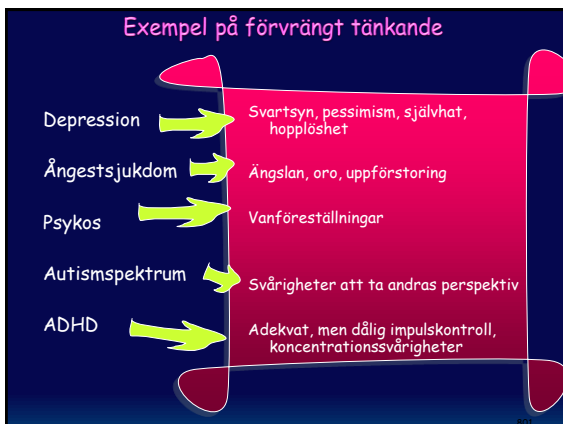 Exempel på förvrängt tänkande
Depression
Svartsyn, pessimism, självhat,
hopplöshet
Ångestsjukdom
Ängslan, oro, uppförstoring
Psykos
Vanföreställningar
Autismspektrum
Svårigheter att ta andras perspektiv
ADHD
Adekvat, men dålig impulskontroll,
koncentrationssvårigheter